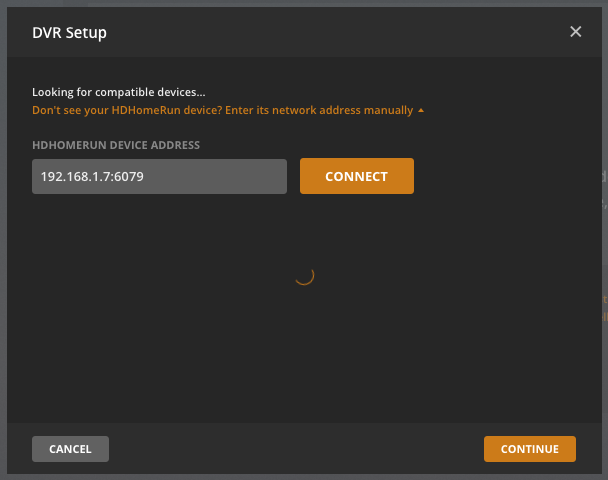 DVR Setup
Looking for compatible devices...
Don't see your HDHomeRun device? Enter its network address manually
HDHOMERUN DEVICE ADDRESS
192.168.1.7:6079
CONNECT
CANCEL
CONTINUE